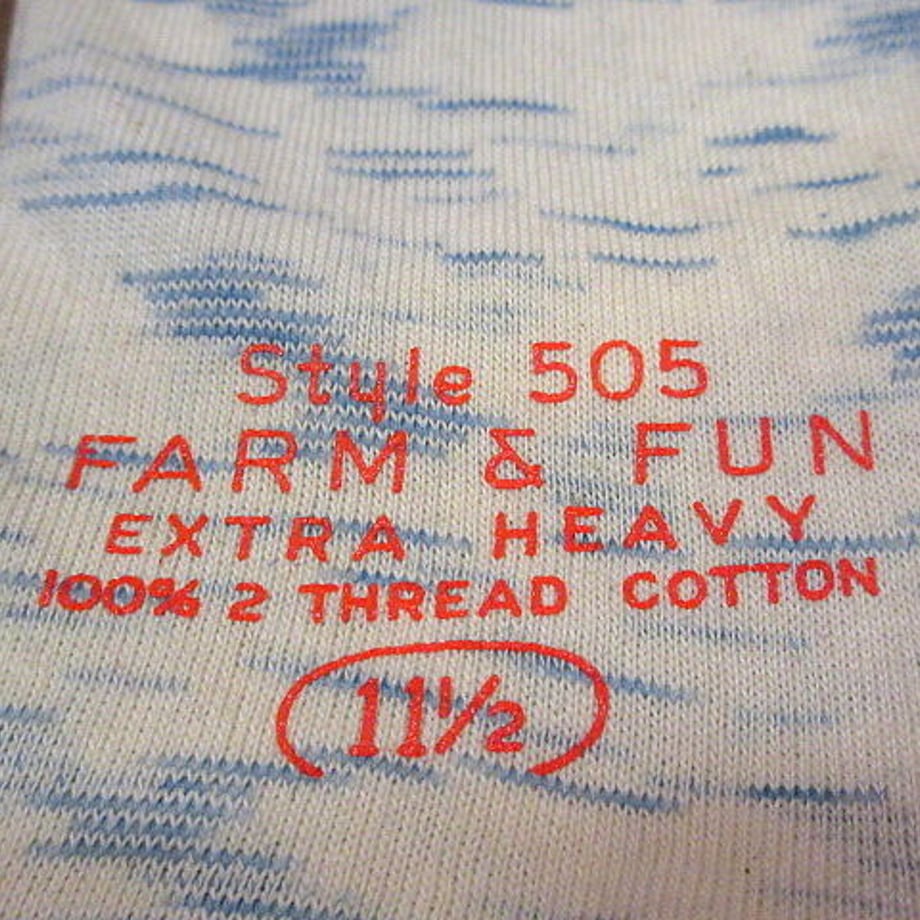 Style 505
FARM & FUN
EXTRA HEAVY
100% 2 THREAD COTTON
11½